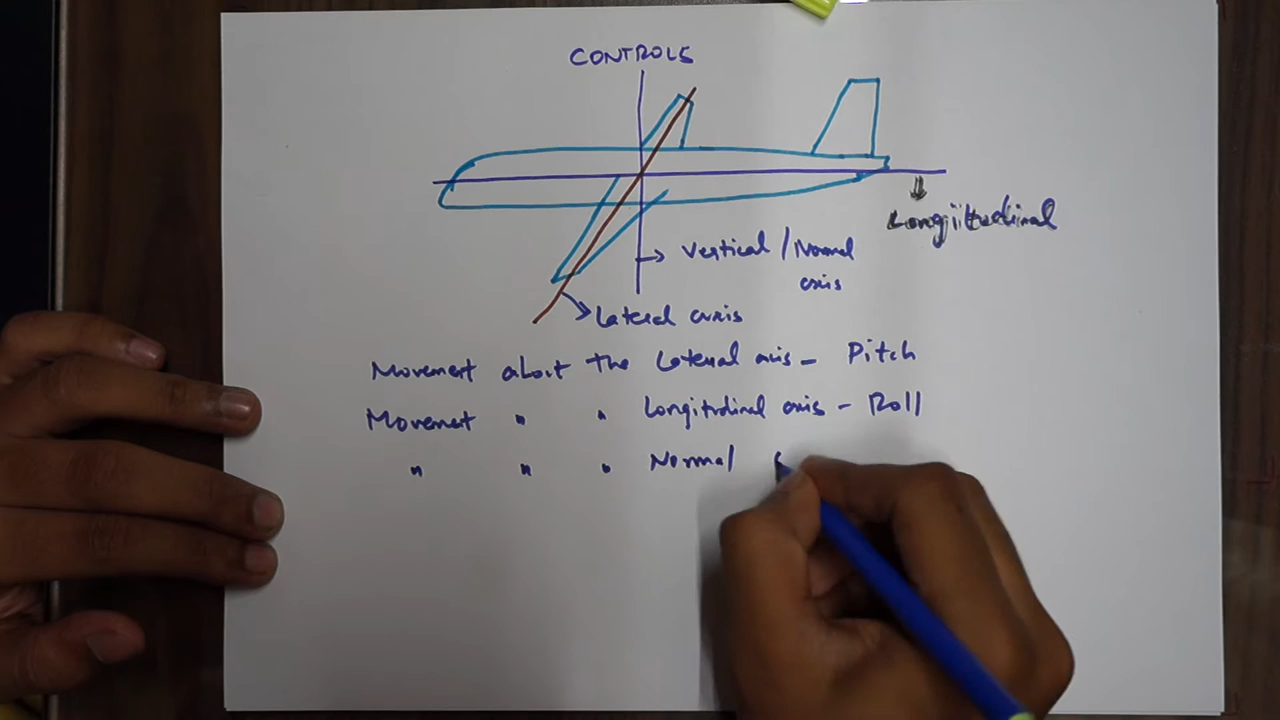 CONTROLS
Longitudinal
Vertical / Normal
axis
Lateral axis
Movement about the Lateral axis - Pitch
Movement " " Longitudinal axis - Roll
" " " Normal